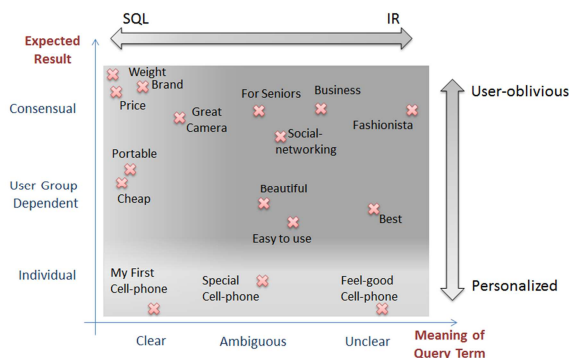 SQL
IR
Expected
Result
Weight
Brand
Price
Great
Camera
For Seniors
Business
Fashionista
Social-
networking
User-oblivious
Consensual
Portable
Cheap
User Group
Dependent
Beautiful
Easy to use
Best
Individual
My First
Cell-phone
Special
Cell-phone
Feel-good
Cell-phone
Personalized
Clear
Ambiguous
Unclear
Meaning of
Query Term